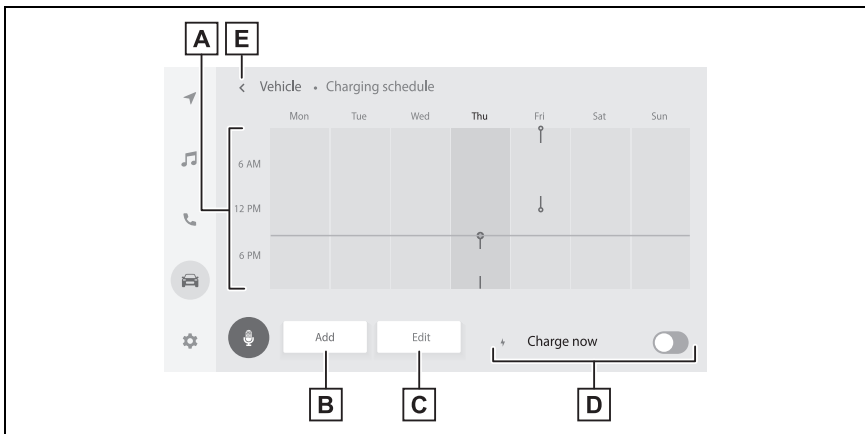 A E
Vehicle • Charging schedule
Mon Tue Wed Thu Fri Sat Sun
6 AM
12 PM
6 PM
Add Edit Charge now
B C D